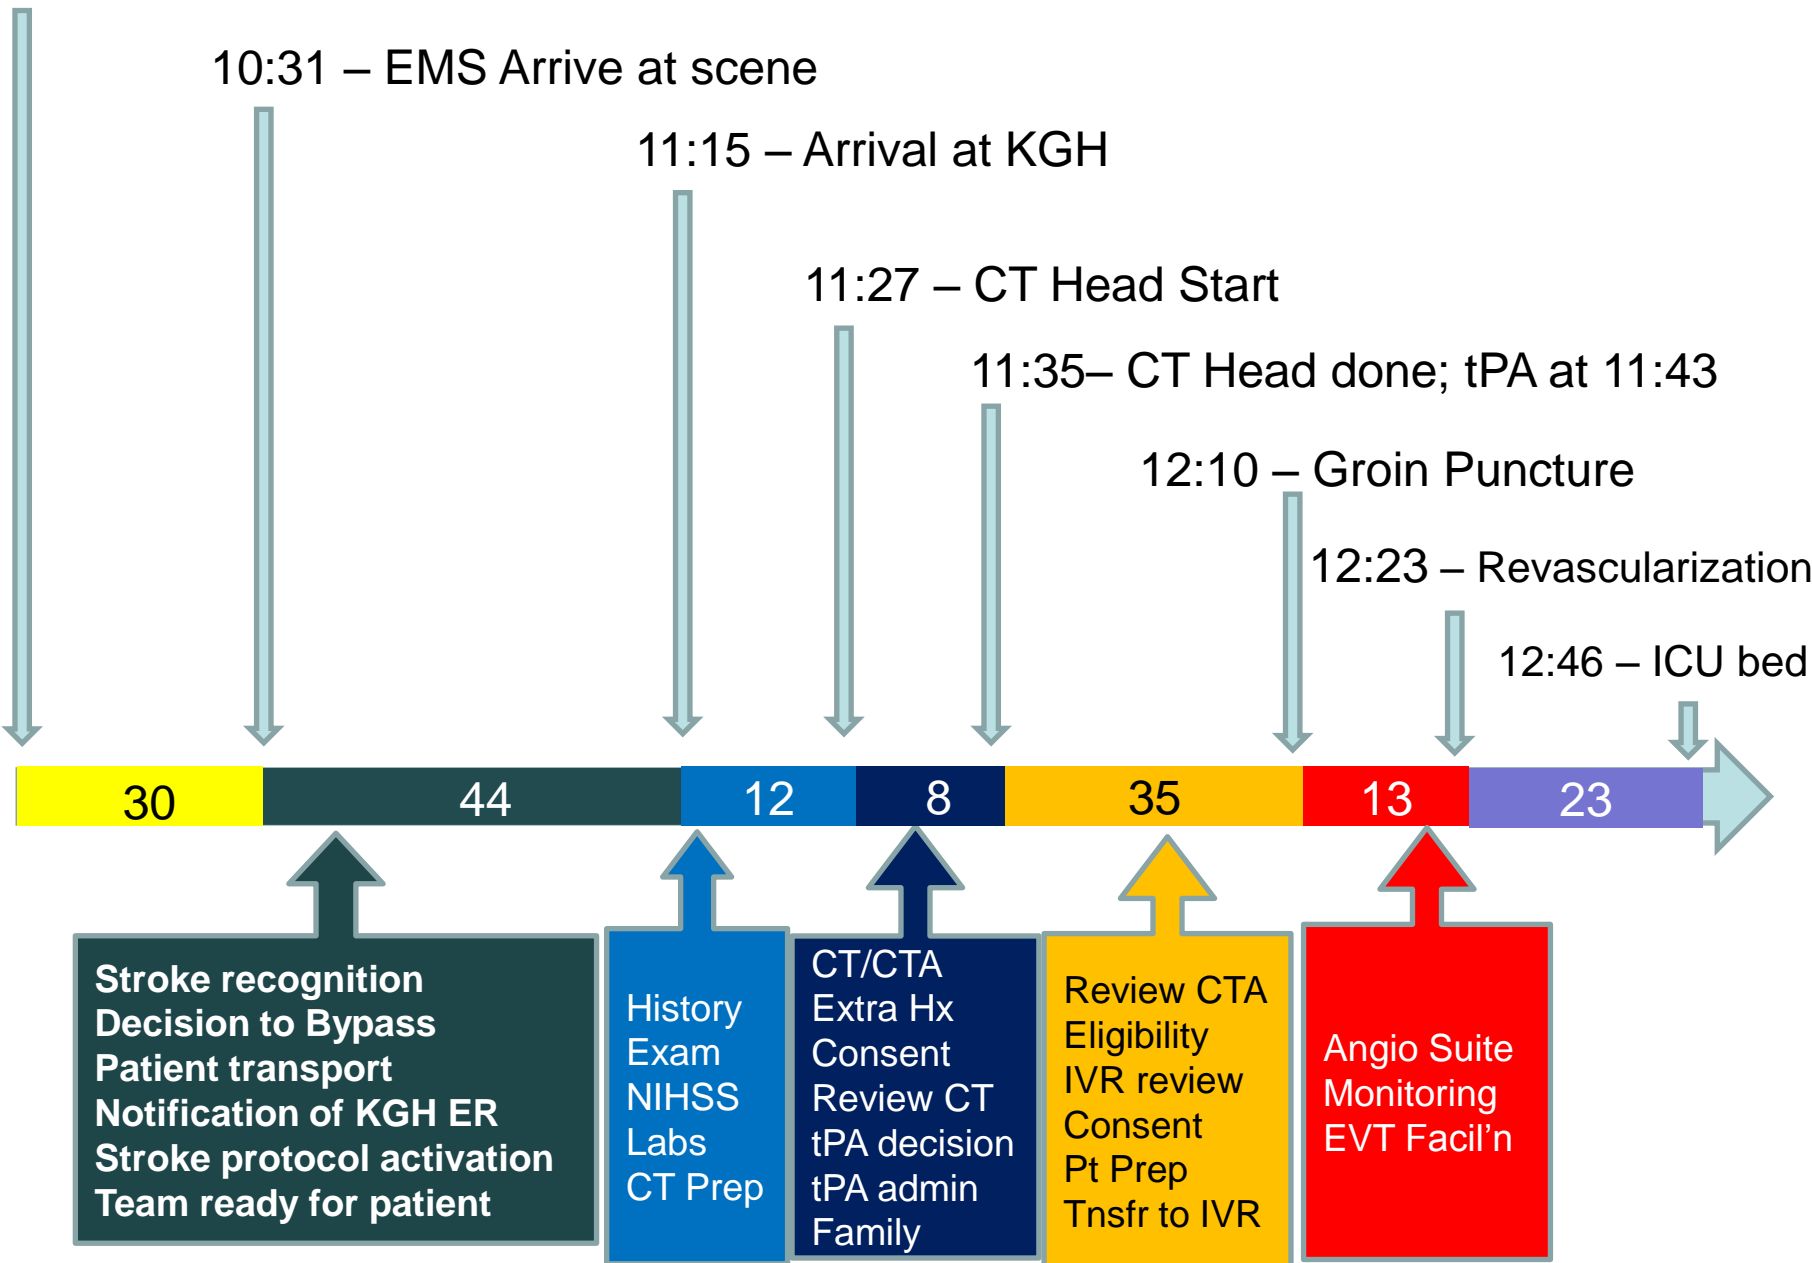 10:31 – EMS Arrive at scene
11:15 – Arrival at KGH
11:27 – CT Head Start
11:35– CT Head done; tPA at 11:43
12:10 – Groin Puncture
12:23 – Revascularization
12:46 – ICU bed
30
44
12
8
35
13
23
Stroke recognition
Decision to Bypass
Patient transport
Notification of KGH ER
Stroke protocol activation
Team ready for patient
History
Exam
NIHSS
Labs
CT Prep
CT/CTA
Extra Hx
Consent
Review CT
tPA decision
tPA admin
Family
Review CTA
Eligibility
IVR review
Consent
Pt Prep
Tnsfr to IVR
Angio Suite
Monitoring
EVT Facil’n